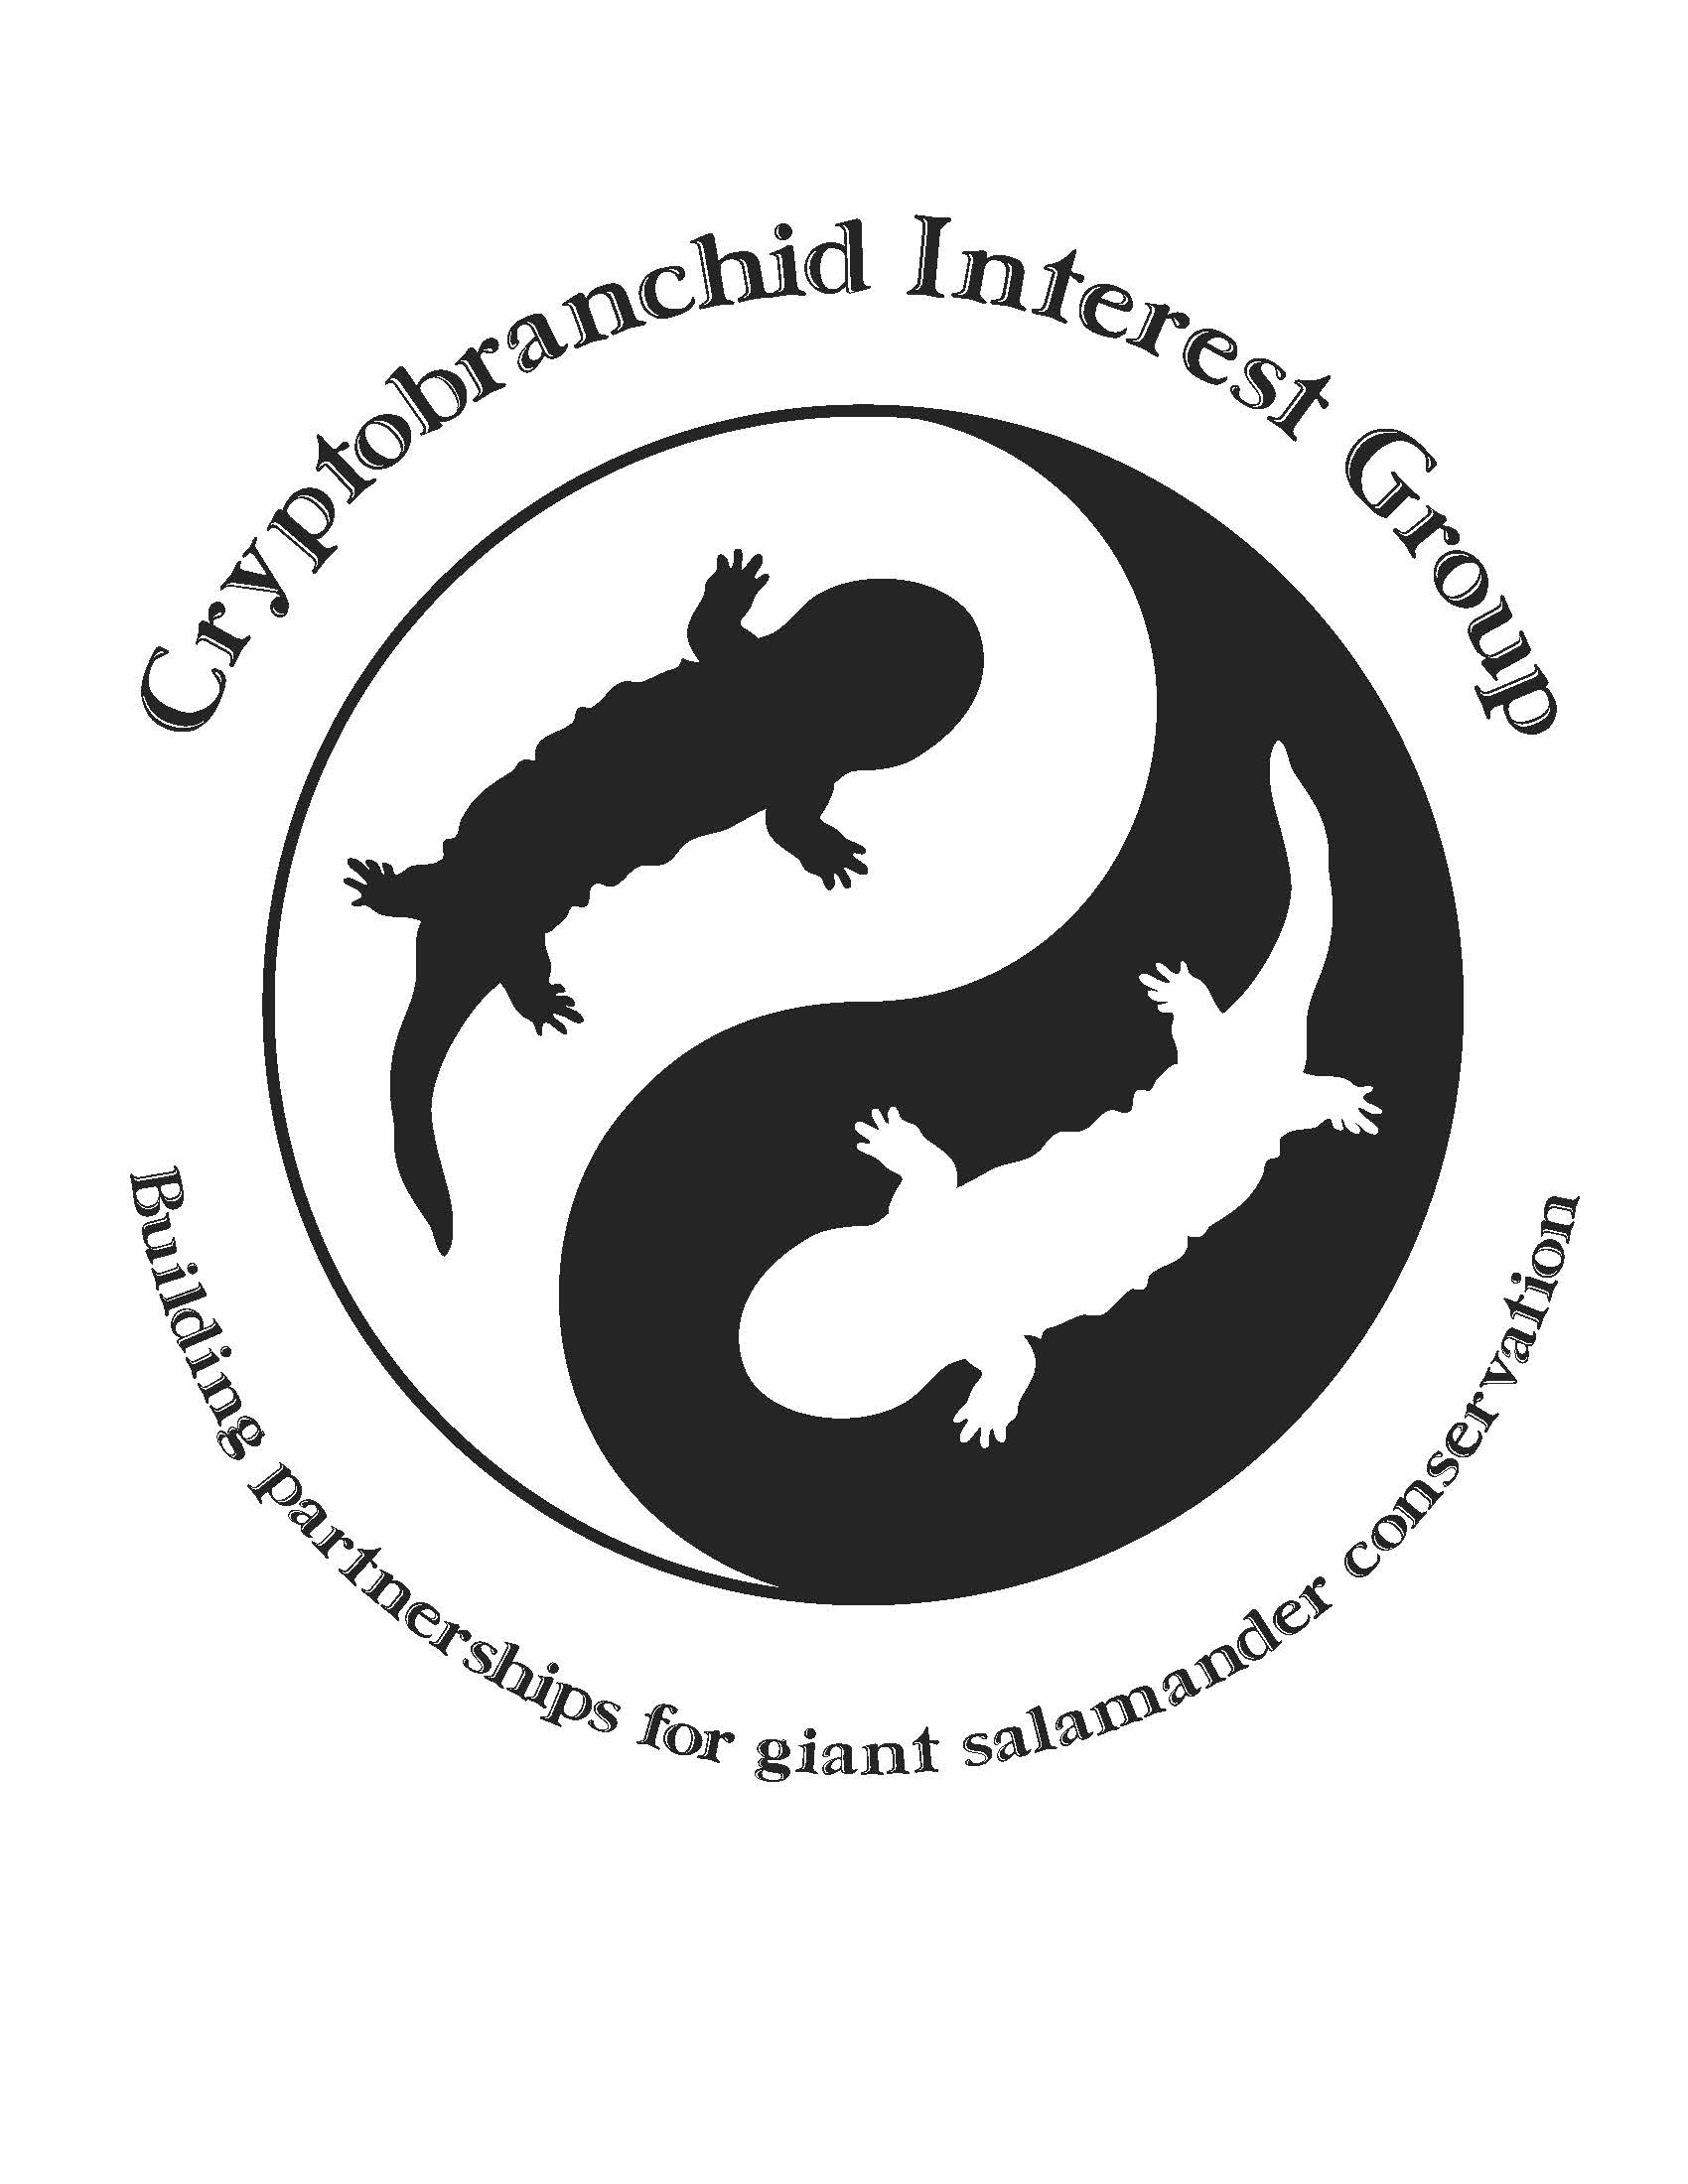 Cryptobranchid Interest Group
Building partnerships for giant salamander conservation